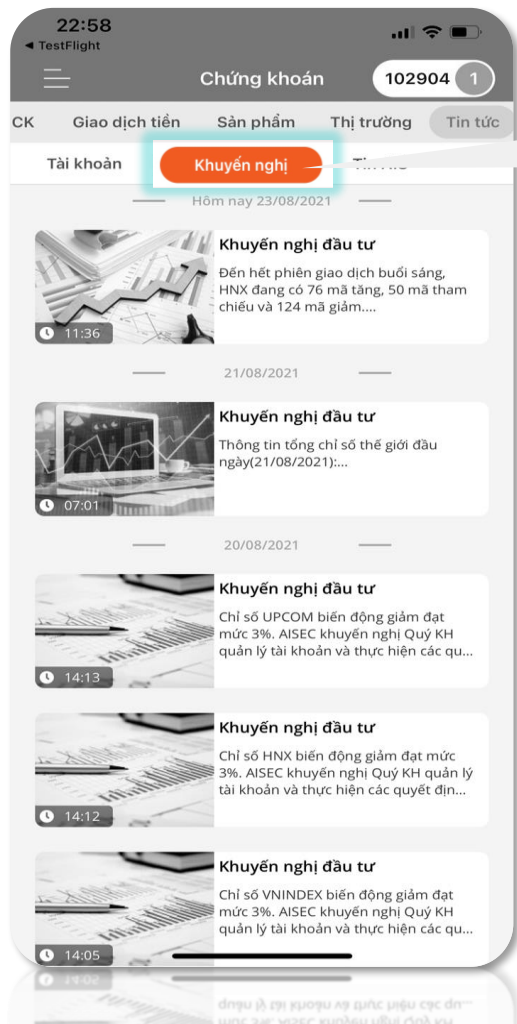 22:58
◄ TestFlight
Chứng khoán
102904 1
CK Giao dịch tiền Sản phẩm Thị trường Tin tức
Tài khoản Khuyến nghị
Hôm nay 23/08/2021
Khuyến nghị đầu tư
Đến hết phiên giao dịch buổi sáng,
HNX đang có 76 mã tăng, 50 mã tham
chiếu và 124 mã giảm....
11:36
21/08/2021
Khuyến nghị đầu tư
Thông tin tổng chỉ số thế giới đầu
ngày(21/08/2021):...
07:01
20/08/2021
Khuyến nghị đầu tư
Chỉ số UPCOM biến động giảm đạt
mức 3%. AISEC khuyến nghị Quý KH
quản lý tài khoản và thực hiện các qu...
14:13
Khuyến nghị đầu tư
Chỉ số HNX biến động giảm đạt mức
3%. AISEC khuyến nghị Quý KH quản lý
tài khoản và thực hiện các quyết địn...
14:12
Khuyến nghị đầu tư
Chỉ số VNINDEX biến động giảm đạt
mức 3%. AISEC khuyến nghị Quý KH
quản lý tài khoản và thực hiện các qu...
14:05